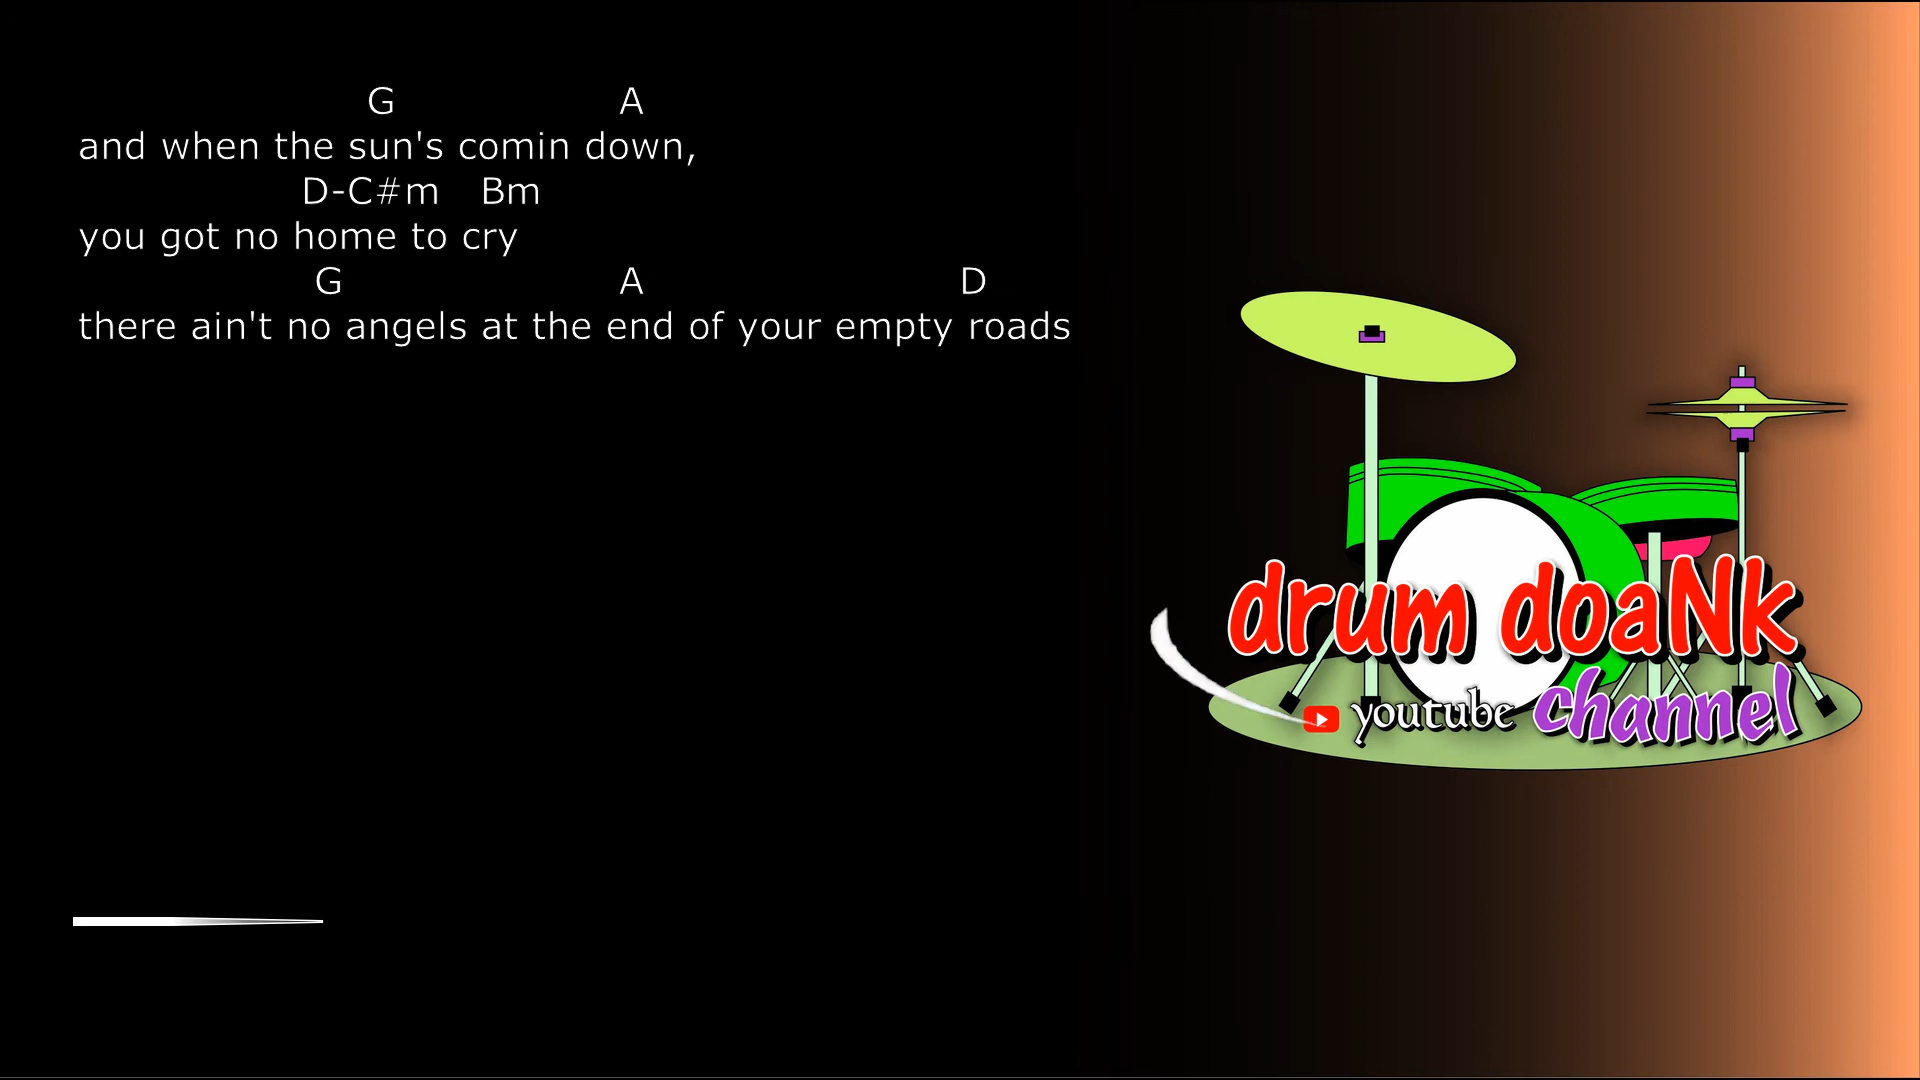 G A
and when the sun's comin down,
D-C#m Bm
you got no home to cry
G A D
there ain't no angels at the end of your empty roads
drum doaNk
youtube channel